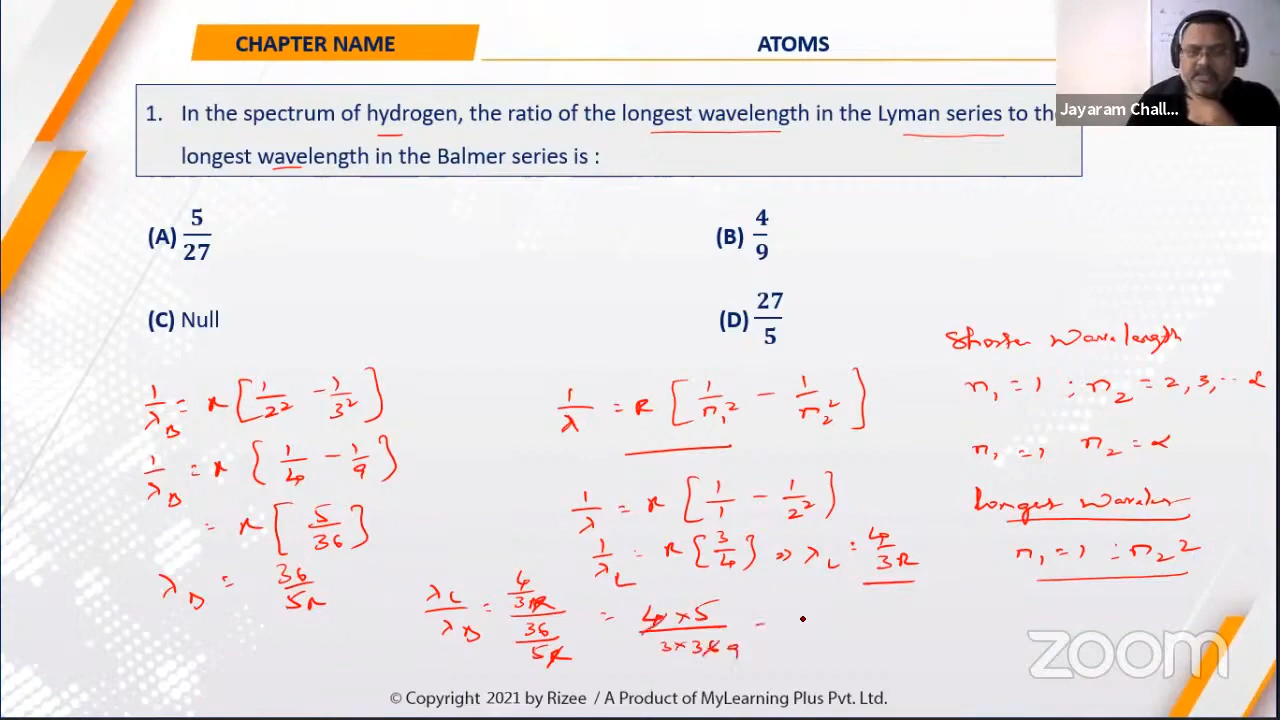 CHAPTER NAME
ATOMS
Jayaram Chall...
1. In the spectrum of hydrogen, the ratio of the longest wavelength in the Lyman series to the
longest wavelength in the Balmer series is :
(A) 5/27
(B) 4/9
(C) Null
(D) 27/5
Shorter wavelength
n₁ = 1 ; n₂ = 2, 3, ... α
n₁ = 1 n₂ = α
Longest
n₁ = 1 : n₂ 2
1/λ = R [1/n₁² − 1/n₂²]
1/λ = R [1/1 − 1/2²]
1/λL = R [3/4] => λL = 4/3R
1/λB = R [1/2² − 1/3²]
1/λB = R [1/4 − 1/9]
= R [5/36]
λB = 36/5R
λL/λB = 4/3R / 36/5R = 4 × 5 / 3 × 36 9 =
zoom
© Copyright 2021 by Rizee / A Product of MyLearning Plus Pvt. Ltd.